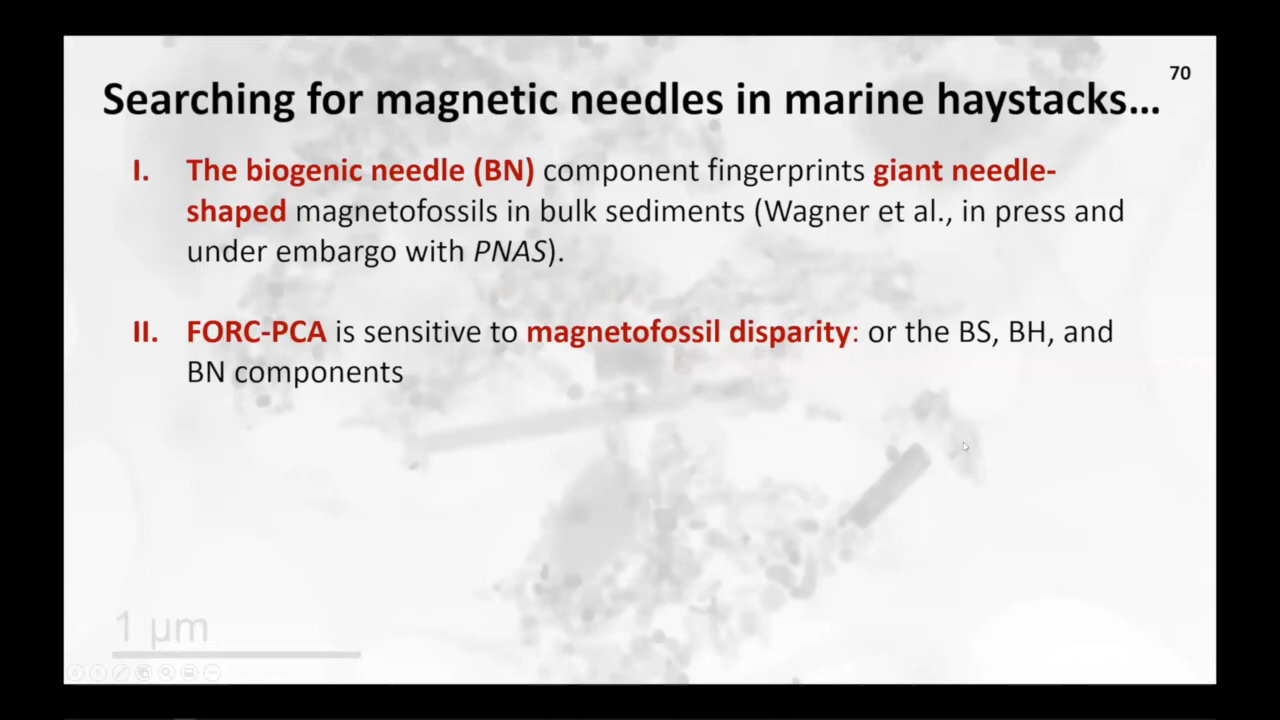 70
Searching for magnetic needles in marine haystacks...
I. The biogenic needle (BN) component fingerprints giant needle-
shaped magnetofossils in bulk sediments (Wagner et al., in press and
under embargo with PNAS).
II. FORC-PCA is sensitive to magnetofossil disparity: or the BS, BH, and
BN components
1 µm